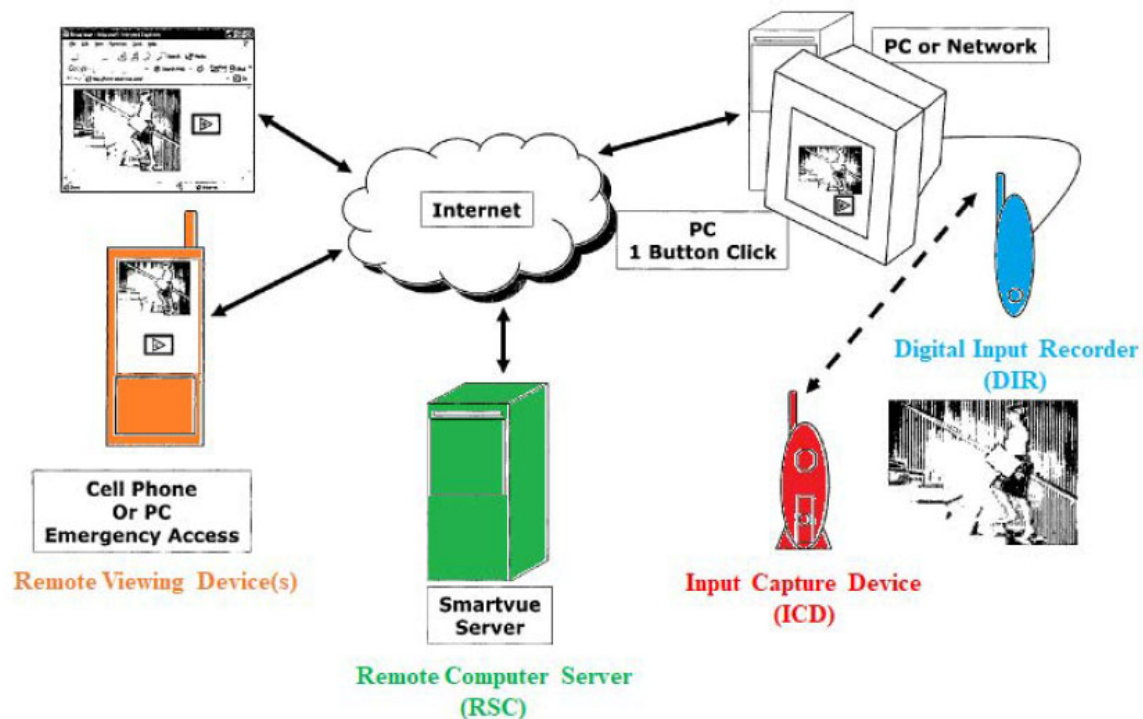 PC or Network
Internet
PC
1 Button Click
Digital Input Recorder
(DIR)
Cell Phone
Or PC
Emergency Access
Remote Viewing Device(s)
Smartvue
Server
Input Capture Device
(ICD)
Remote Computer Server
(RSC)